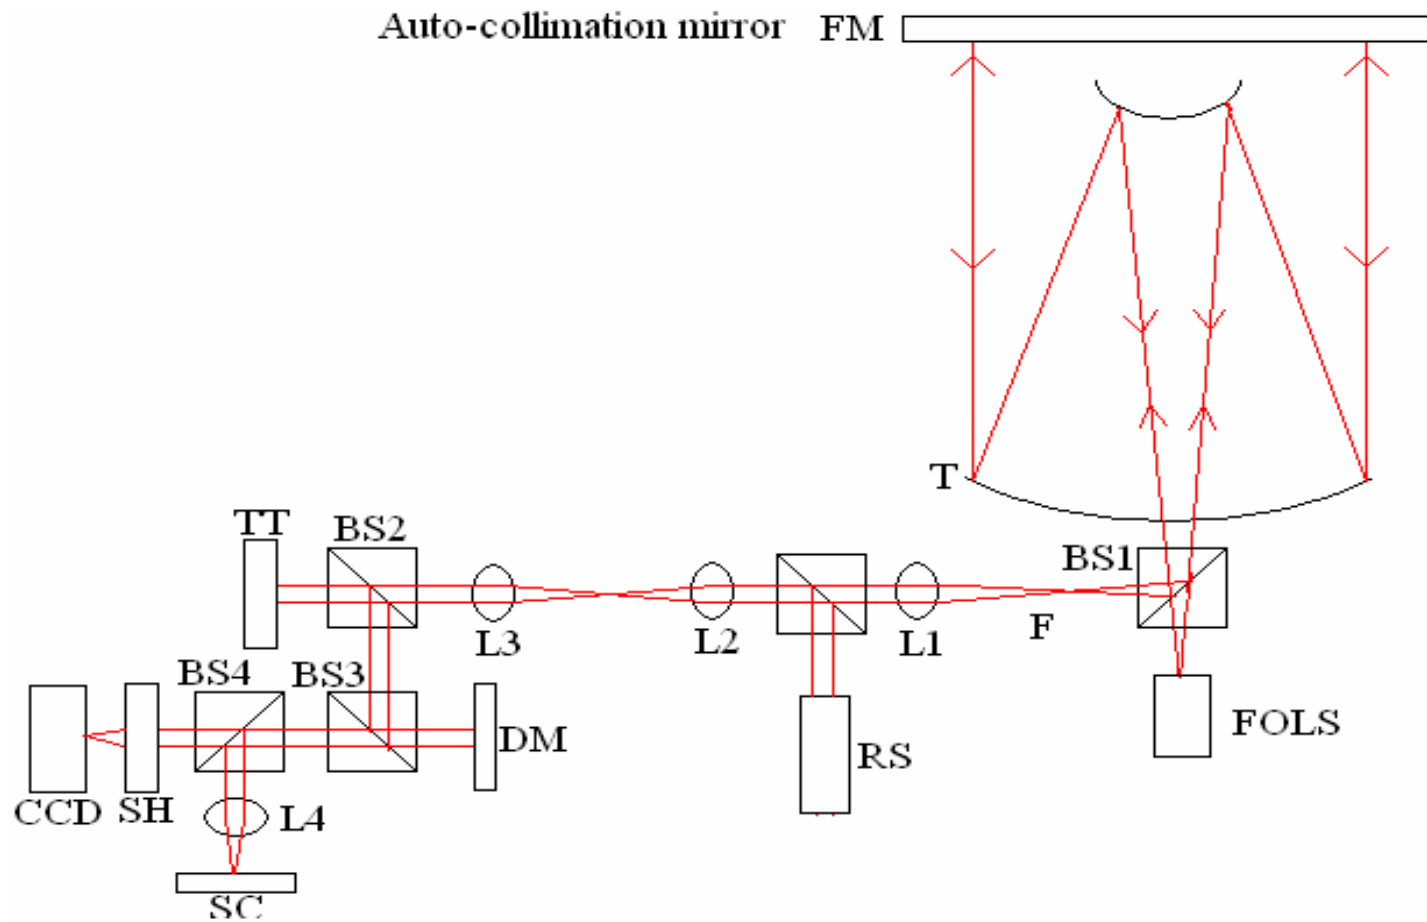 Auto-collimation mirror FM
T
TT
BS2
BS1
L3
L2
L1
F
BS4
BS3
DM
RS
FOLS
CCD
SH
L4
SC